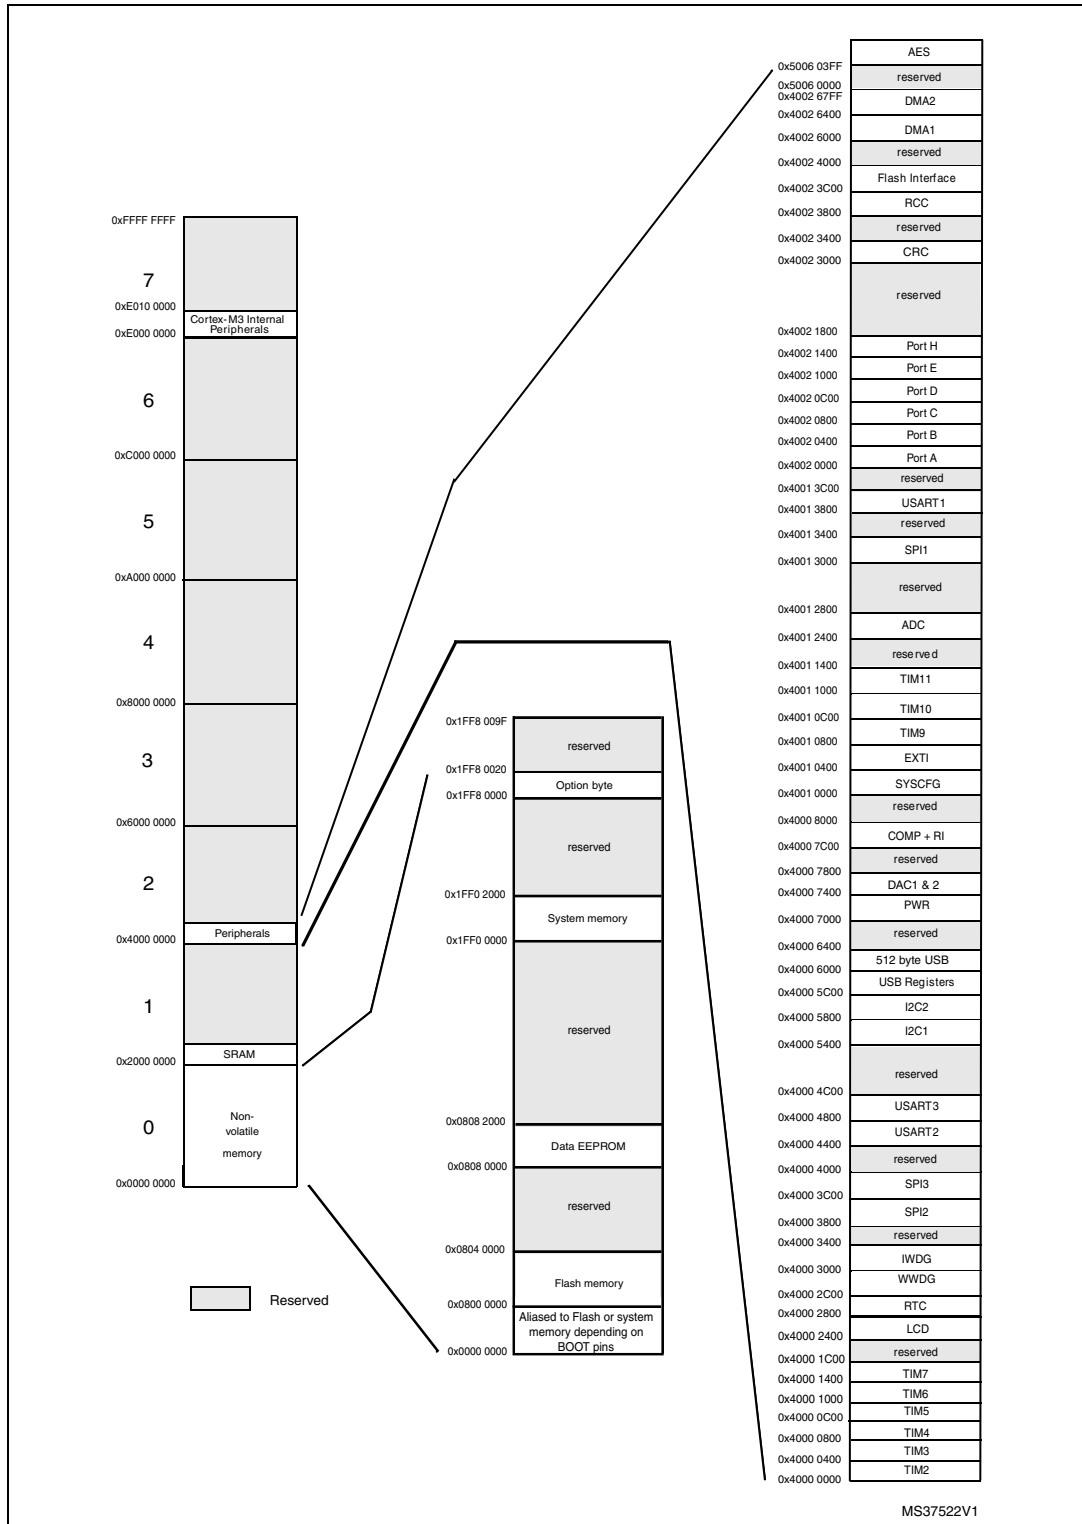 0xFFFF FFFF
7
0xE010 0000
Cortex-M3 Internal
Peripherals
0xE000 0000
6
0xC000 0000
5
0xA000 0000
4
0x8000 0000
3
0x6000 0000
2
Peripherals
0x4000 0000
1
SRAM
0x2000 0000
0
Non-
volatile
memory
0x0000 0000
Reserved
0x1FF8 009F
reserved
0x1FF8 0020
Option byte
0x1FF8 0000
reserved
0x1FF0 2000
System memory
0x1FF0 0000
reserved
0x0808 2000
Data EEPROM
0x0808 0000
reserved
0x0804 0000
Flash memory
0x0800 0000
Aliased to Flash or system
memory depending on
BOOT pins
0x0000 0000
AES
0x5006 03FF
reserved
0x5006 0000
0x4002 67FF
DMA2
0x4002 6400
DMA1
0x4002 6000
reserved
0x4002 4000
Flash Interface
0x4002 3C00
RCC
0x4002 3800
reserved
0x4002 3400
CRC
0x4002 3000
reserved
0x4002 1800
Port H
0x4002 1400
Port E
0x4002 1000
Port D
0x4002 0C00
Port C
0x4002 0800
Port B
0x4002 0400
Port A
0x4002 0000
reserved
0x4001 3C00
USART1
0x4001 3800
reserved
0x4001 3400
SPI1
0x4001 3000
reserved
0x4001 2800
ADC
0x4001 2400
reserved
0x4001 1400
TIM11
0x4001 1000
TIM10
0x4001 0C00
TIM9
0x4001 0800
EXTI
0x4001 0400
SYSCFG
0x4001 0000
reserved
0x4000 8000
COMP + RI
0x4000 7C00
reserved
0x4000 7800
DAC1 & 2
0x4000 7400
PWR
0x4000 7000
reserved
0x4000 6400
512 byte USB
0x4000 6000
USB Registers
0x4000 5C00
I2C2
0x4000 5800
I2C1
0x4000 5400
reserved
0x4000 4C00
USART3
0x4000 4800
USART2
0x4000 4400
reserved
0x4000 4000
SPI3
0x4000 3C00
SPI2
0x4000 3800
reserved
0x4000 3400
IWDG
0x4000 3000
WWDG
0x4000 2C00
RTC
0x4000 2800
LCD
0x4000 2400
reserved
0x4000 1C00
TIM7
0x4000 1400
TIM6
0x4000 1000
TIM5
0x4000 0C00
TIM4
0x4000 0800
TIM3
0x4000 0400
TIM2
0x4000 0000
MS37522V1